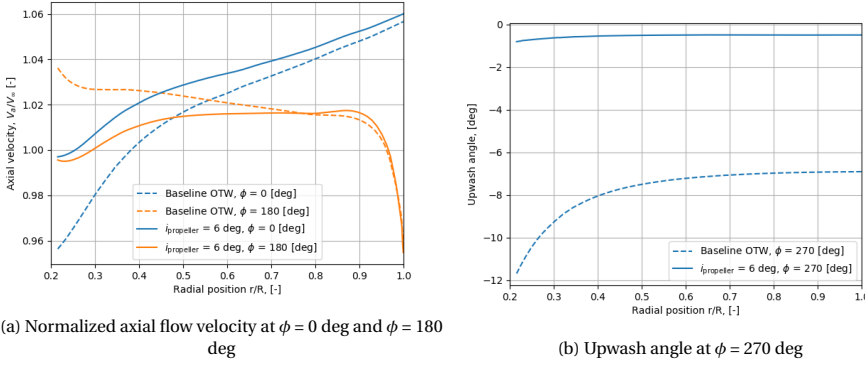 1.06
1.04
1.02
1.00
0.98
0.96
Axial velocity, Va/V∞ [-]
Baseline OTW, ϕ = 0 [deg]
Baseline OTW, ϕ = 180 [deg]
ipropeller = 6 deg, ϕ = 0 [deg]
ipropeller = 6 deg, ϕ = 180 [deg]
0.2 0.3 0.4 0.5 0.6 0.7 0.8 0.9 1.0
Radial position r/R, [-]
(a) Normalized axial flow velocity at ϕ = 0 deg and ϕ = 180
deg
0
−2
−4
−6
−8
−10
−12
Upwash angle, [deg]
Baseline OTW, ϕ = 270 [deg]
ipropeller = 6 deg, ϕ = 270 [deg]
0.2 0.3 0.4 0.5 0.6 0.7 0.8 0.9 1.0
Radial position r/R, [-]
(b) Upwash angle at ϕ = 270 deg